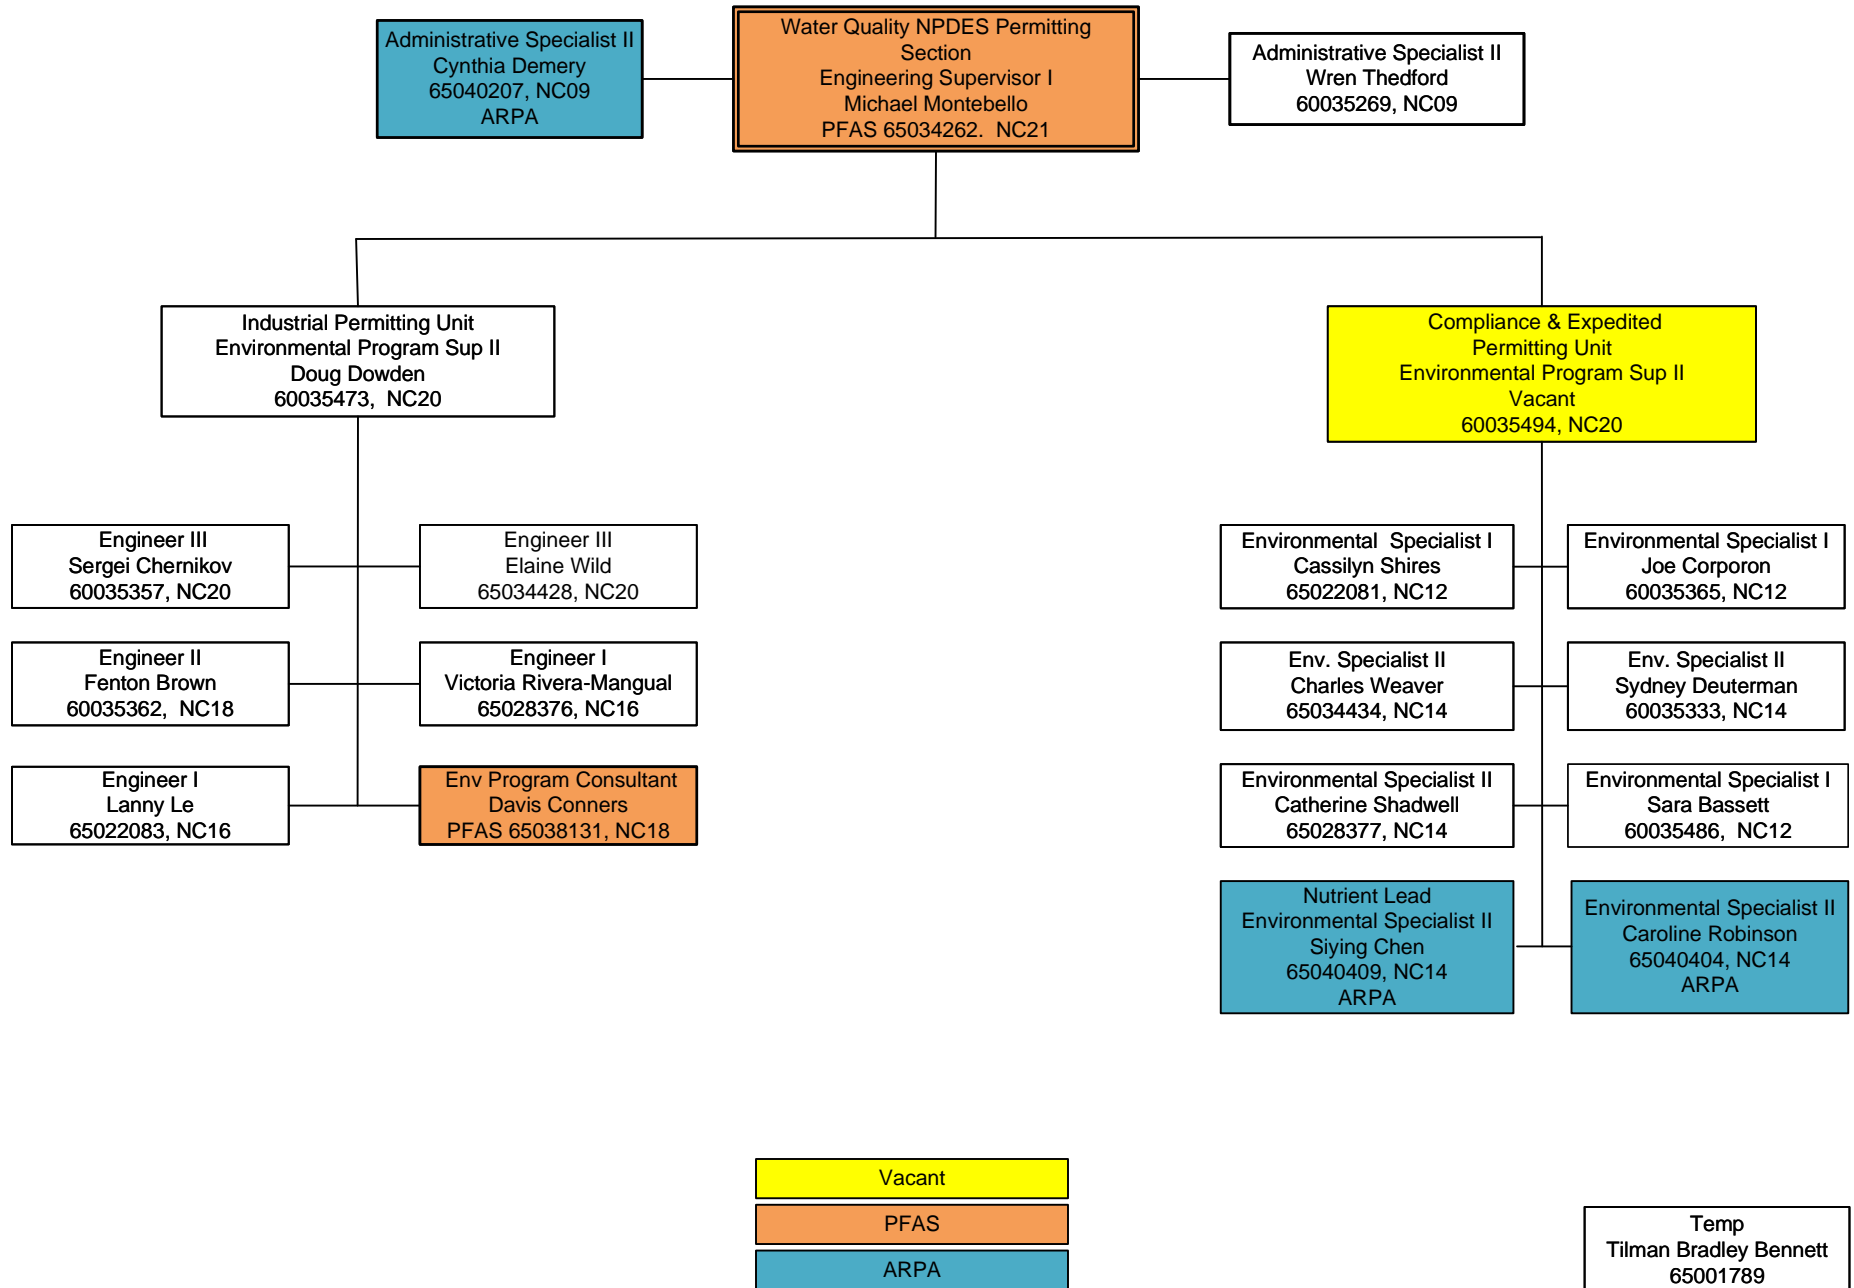 Administrative Specialist II
Cynthia Demery
65040207, NC09
ARPA
Water Quality NPDES Permitting
Section
Engineering Supervisor I
Michael Montebello
PFAS 65034262.  NC21
Administrative Specialist II
Wren Thedford
60035269, NC09
Industrial Permitting Unit
Environmental Program Sup II
Doug Dowden
60035473,  NC20
Compliance & Expedited
Permitting Unit
Environmental Program Sup II
Vacant
60035494, NC20
Engineer III
Sergei Chernikov
60035357, NC20
Engineer III
Elaine Wild
65034428, NC20
Engineer II
Fenton Brown
60035362,  NC18
Engineer I
Victoria Rivera-Mangual
65028376, NC16
Engineer I
Lanny Le
65022083, NC16
Env Program Consultant
Davis Conners
PFAS 65038131, NC18
Environmental  Specialist I
Cassilyn Shires
65022081, NC12
Environmental Specialist I
Joe Corporon
60035365, NC12
Env. Specialist II
Charles Weaver
65034434, NC14
Env. Specialist II
Sydney Deuterman
60035333, NC14
Environmental Specialist II
Catherine Shadwell
65028377, NC14
Environmental Specialist I
Sara Bassett
60035486,  NC12
Nutrient Lead
Environmental Specialist II
Siying Chen
65040409, NC14
ARPA
Environmental Specialist II
Caroline Robinson
65040404, NC14
ARPA
Vacant
PFAS
ARPA
Temp
Tilman Bradley Bennett
65001789